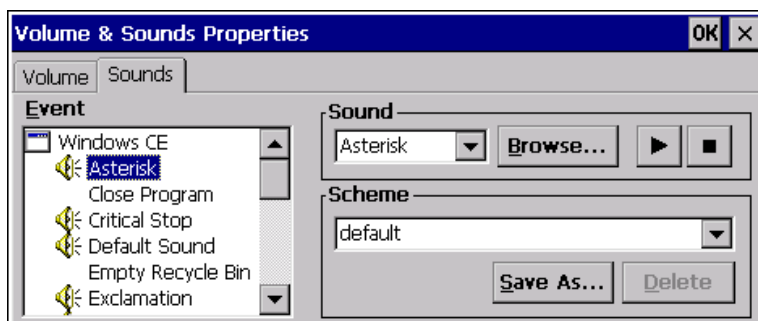 Volume & Sounds Properties OK ×
Volume Sounds
Event
Windows CE
Asterisk
Close Program
Critical Stop
Default Sound
Empty Recycle Bin
Exclamation
Sound
Asterisk Browse...
Scheme
default
Save As... Delete